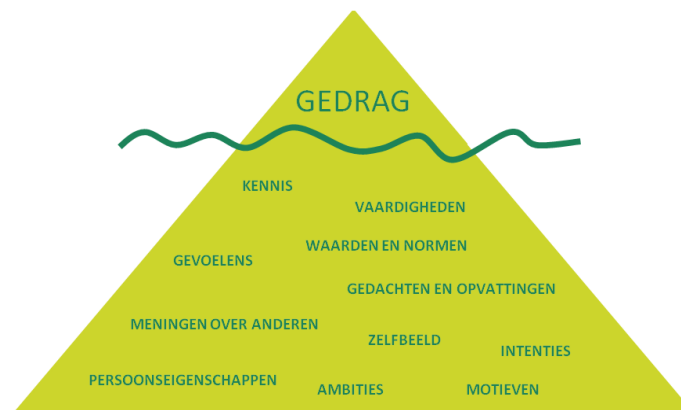 GEDRAG
KENNIS
VAARDIGHEDEN
WAARDEN EN NORMEN
GEVOELENS
GEDACHTEN EN OPVATTINGEN
MENINGEN OVER ANDEREN
ZELFBEELD
INTENTIES
PERSOONSEIGENSCHAPPEN
AMBITIES
MOTIEVEN